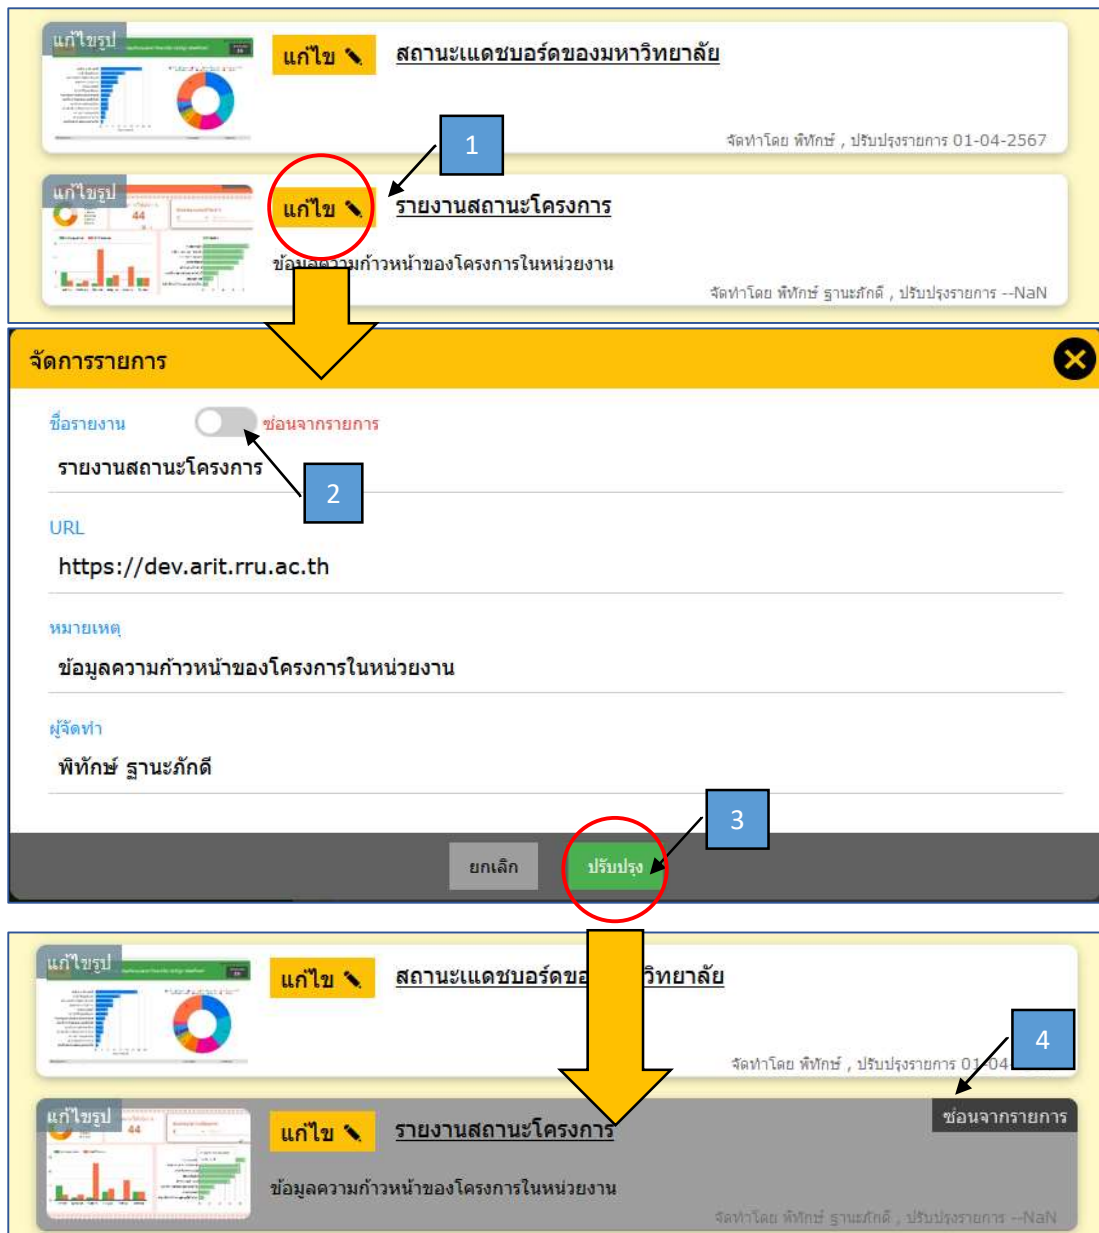 แก้ไขรูป
แก้ไข
สถานะแดชบอร์ดของมหาวิทยาลัย
จัดทำโดย พิทักษ์ , ปรับปรุงรายการ 01-04-2567
1
แก้ไขรูป
44
แก้ไข
รายงานสถานะโครงการ
ข้อมูลความก้าวหน้าของโครงการในหน่วยงาน
จัดทำโดย พิทักษ์ ฐานะภักดี , ปรับปรุงรายการ --NaN
จัดการรายการ
ชื่อรายงาน
ซ่อนจากรายการ
รายงานสถานะโครงการ
2
URL
https://dev.arit.rru.ac.th
หมายเหตุ
ข้อมูลความก้าวหน้าของโครงการในหน่วยงาน
ผู้จัดทำ
พิทักษ์ ฐานะภักดี
3
ยกเลิก
ปรับปรุง
แก้ไขรูป
แก้ไข
สถานะแดชบอร์ดขอ วิทยาลัย
4
จัดทำโดย พิทักษ์ , ปรับปรุงรายการ 01-04
แก้ไขรูป
44
แก้ไข
รายงานสถานะโครงการ
ซ่อนจากรายการ
ข้อมูลความก้าวหน้าของโครงการในหน่วยงาน
จัดทำโดย พิทักษ์ ฐานะภักดี , ปรับปรุงรายการ --NaN